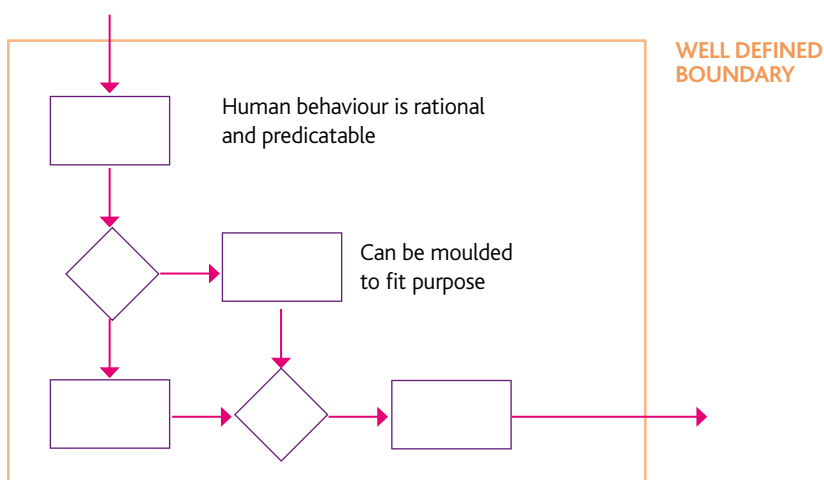 WELL DEFINED
BOUNDARY
Human behaviour is rational
and predicatable
Can be moulded
to fit purpose